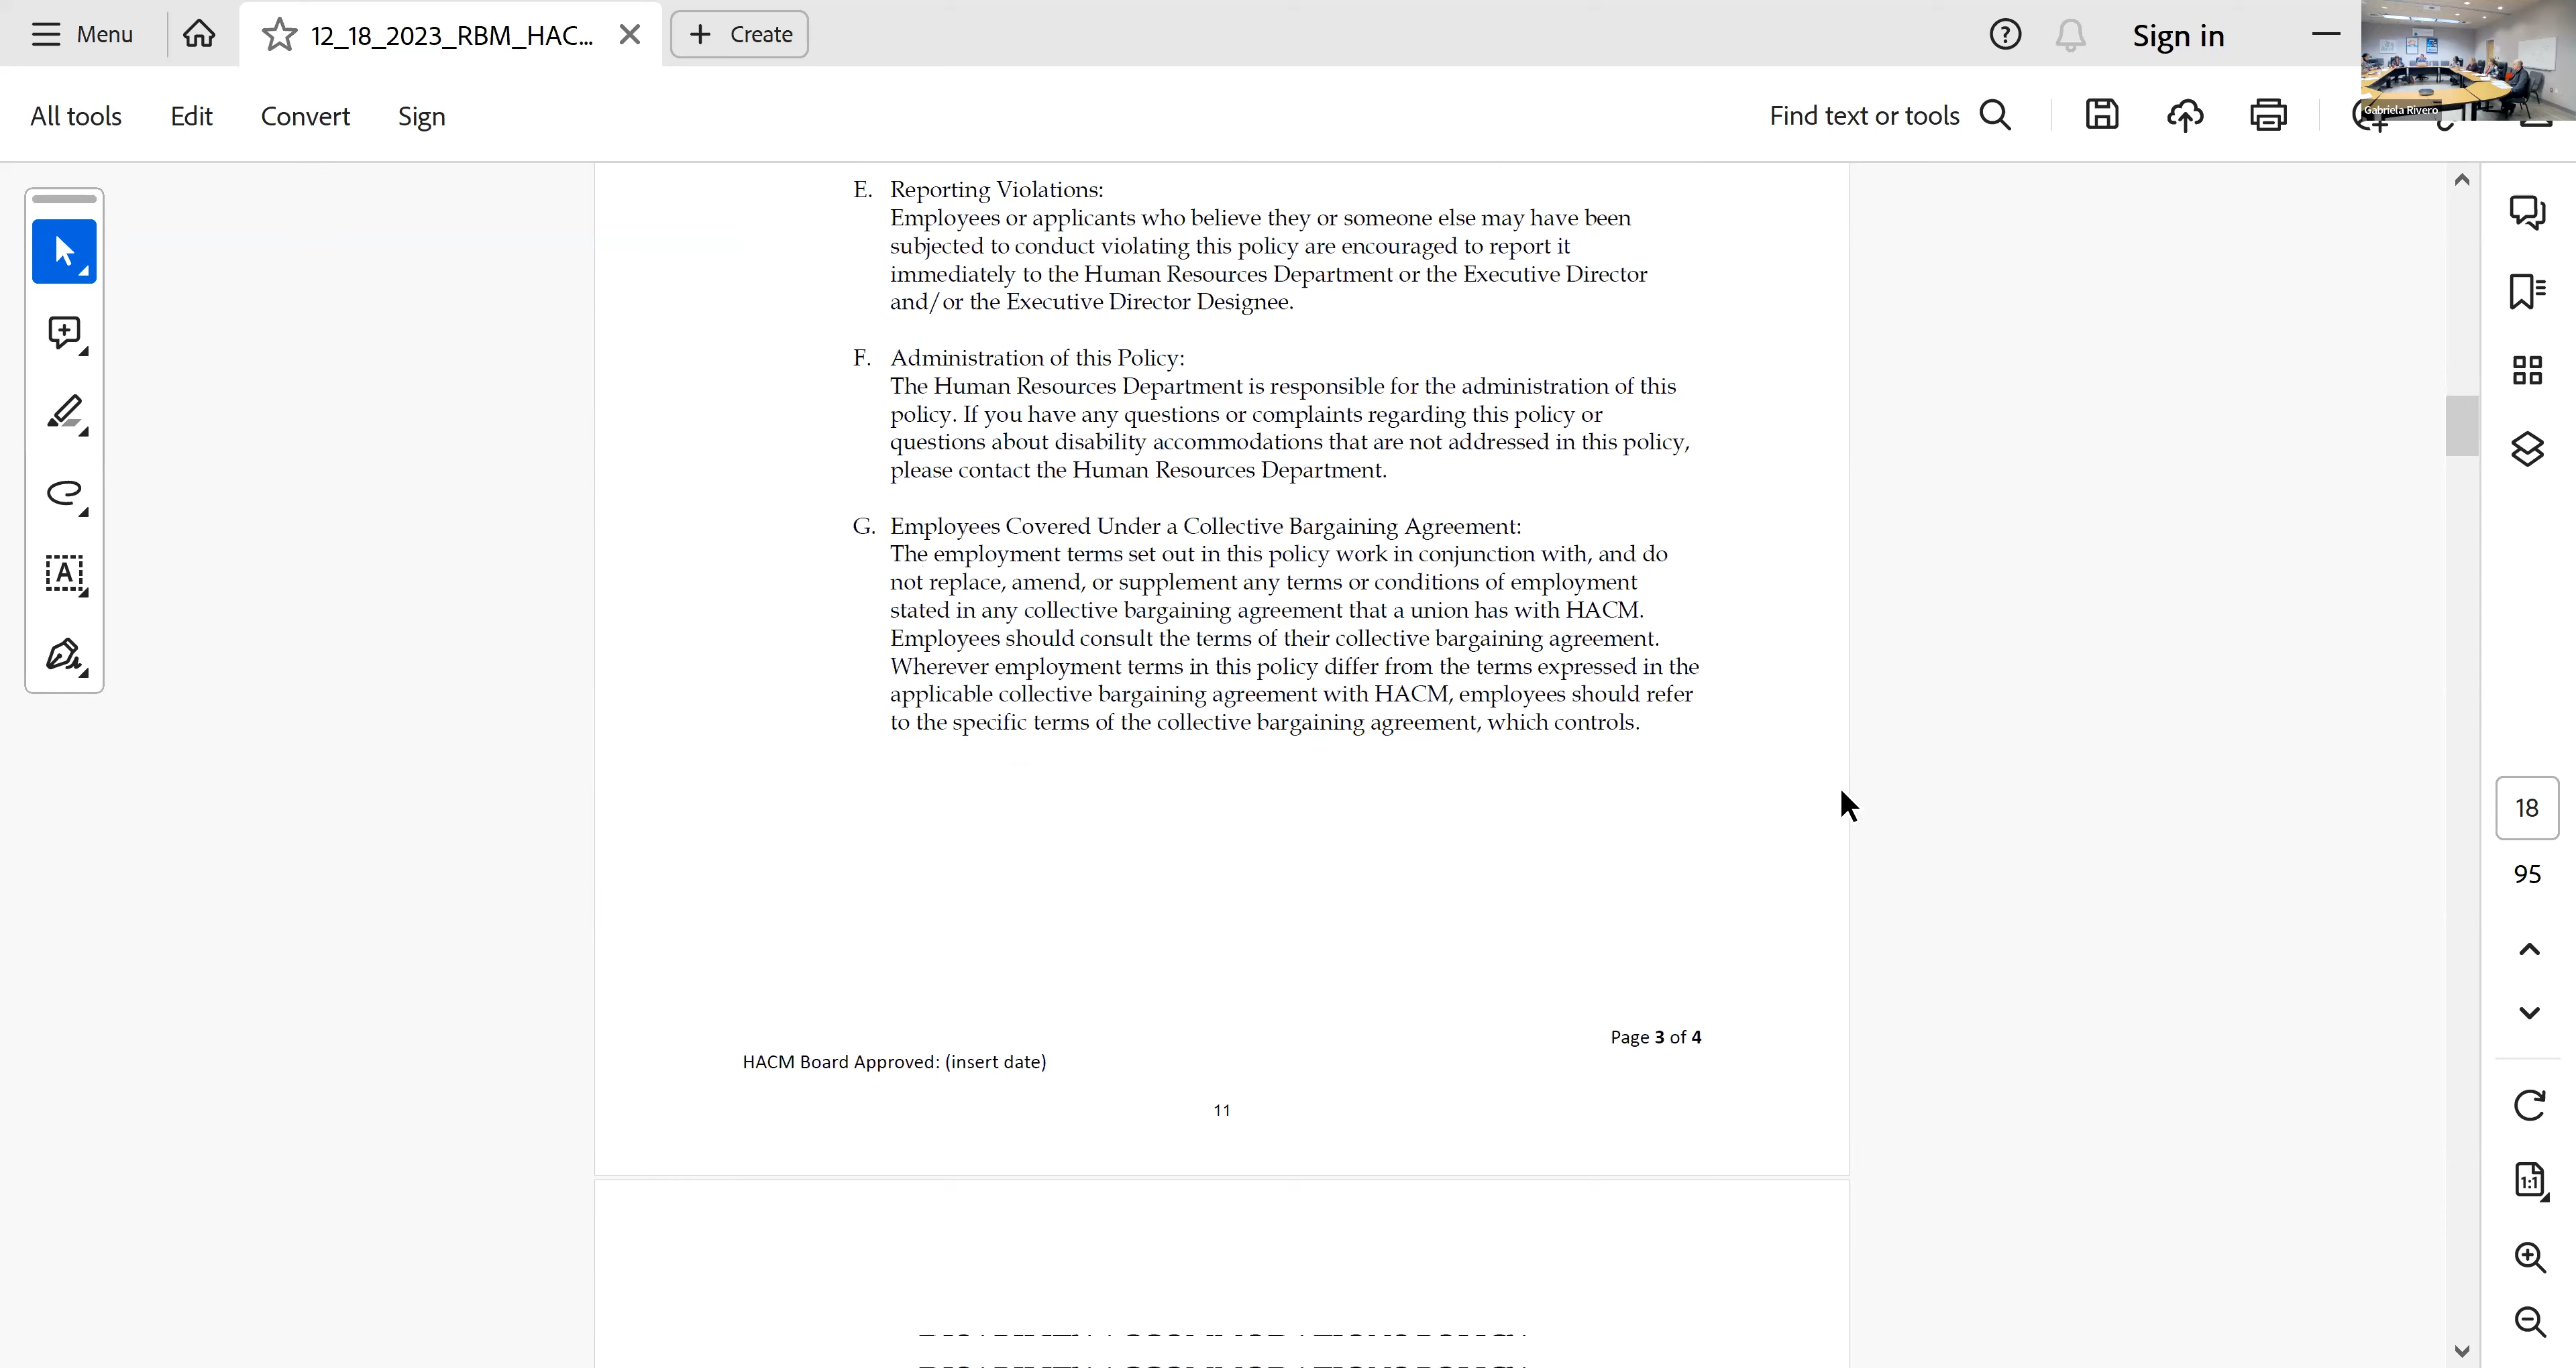 Menu
12_18_2023_RBM_HAC...
Create
Sign in
Gabriela Rivero
All tools
Edit
Convert
Sign
Find text or tools
E. Reporting Violations:
Employees or applicants who believe they or someone else may have been
subjected to conduct violating this policy are encouraged to report it
immediately to the Human Resources Department or the Executive Director
and/or the Executive Director Designee.
F. Administration of this Policy:
The Human Resources Department is responsible for the administration of this
policy. If you have any questions or complaints regarding this policy or
questions about disability accommodations that are not addressed in this policy,
please contact the Human Resources Department.
G. Employees Covered Under a Collective Bargaining Agreement:
The employment terms set out in this policy work in conjunction with, and do
not replace, amend, or supplement any terms or conditions of employment
stated in any collective bargaining agreement that a union has with HACM.
Employees should consult the terms of their collective bargaining agreement.
Wherever employment terms in this policy differ from the terms expressed in the
applicable collective bargaining agreement with HACM, employees should refer
to the specific terms of the collective bargaining agreement, which controls.
Page 3 of 4
HACM Board Approved: (insert date)
11
18
95
1:1